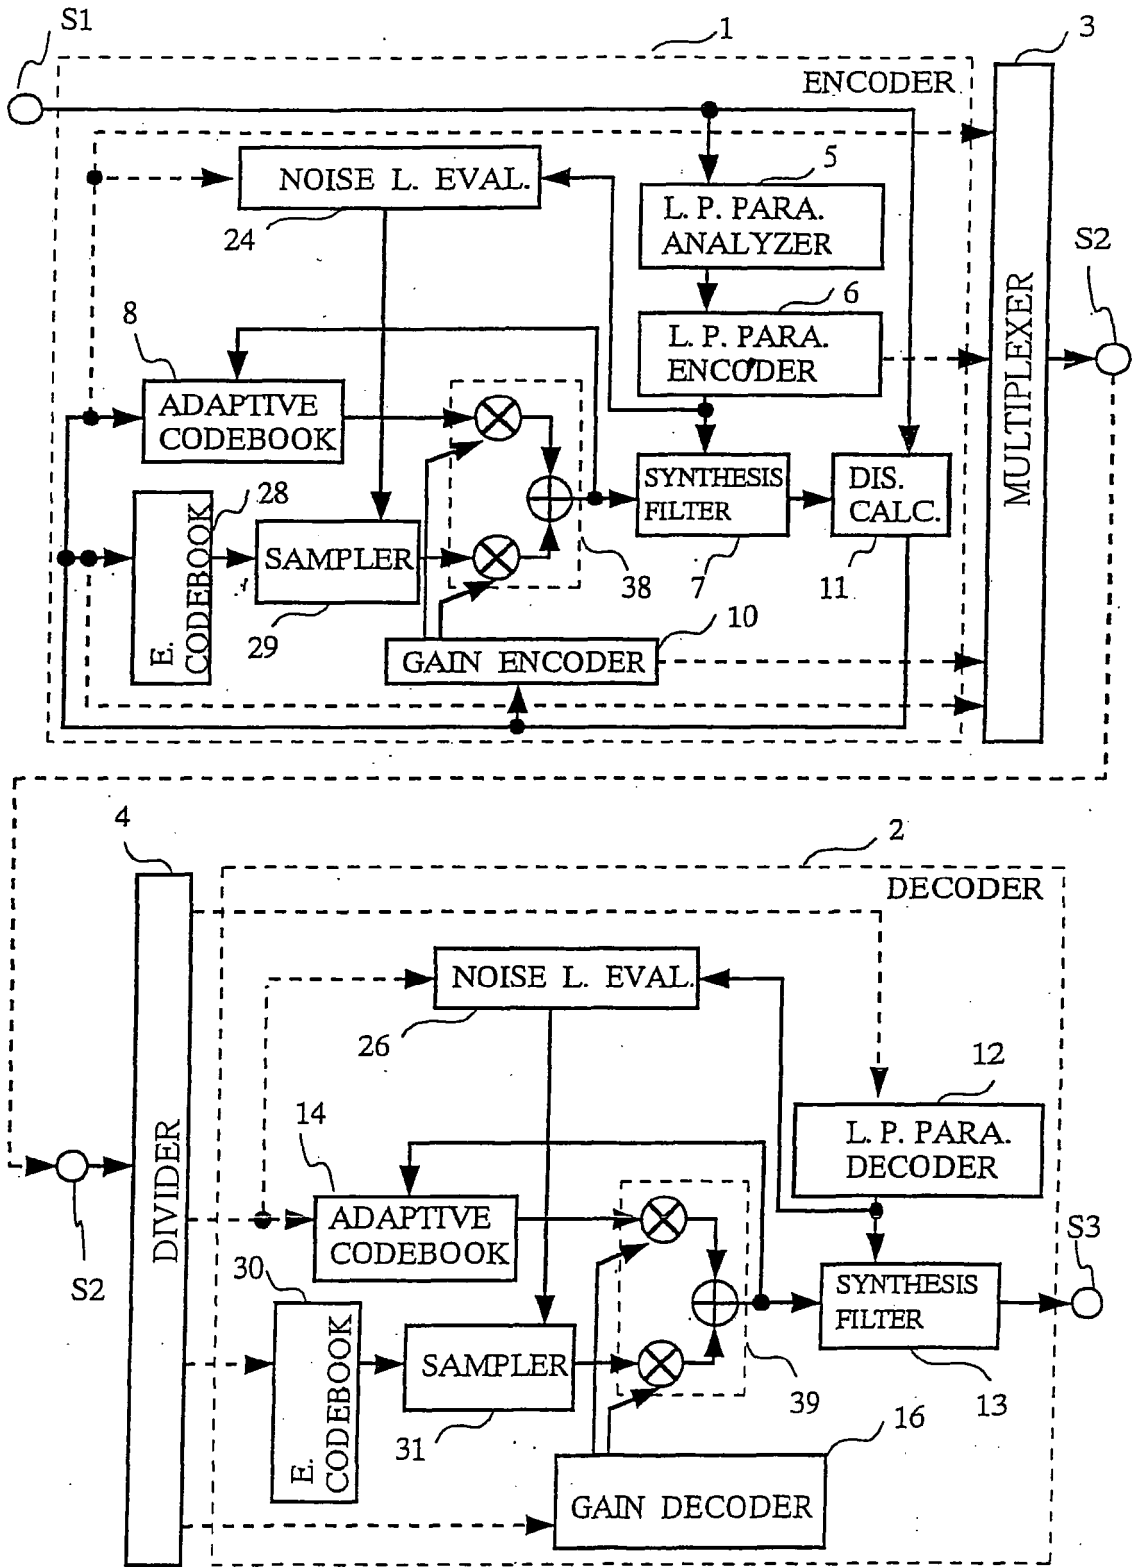 S1
1
3
ENCODER
5
NOISE L. EVAL.
L. P. PARA.
ANALYZER
24
S2
8
6
L. P. PARA.
ENCODER
MULTIPLEXER
ADAPTIVE
CODEBOOK
28
SYNTHESIS
FILTER
DIS.
CALC.
E.
CODEBOOK
SAMPLER
38
7
11
29
10
GAIN ENCODER
4
2
DECODER
NOISE L. EVAL.
26
12
14
L. P. PARA.
DECODER
DIVIDER
ADAPTIVE
CODEBOOK
S3
S2
30
SYNTHESIS
FILTER
E.
CODEBOOK
SAMPLER
39
13
31
16
GAIN DECODER